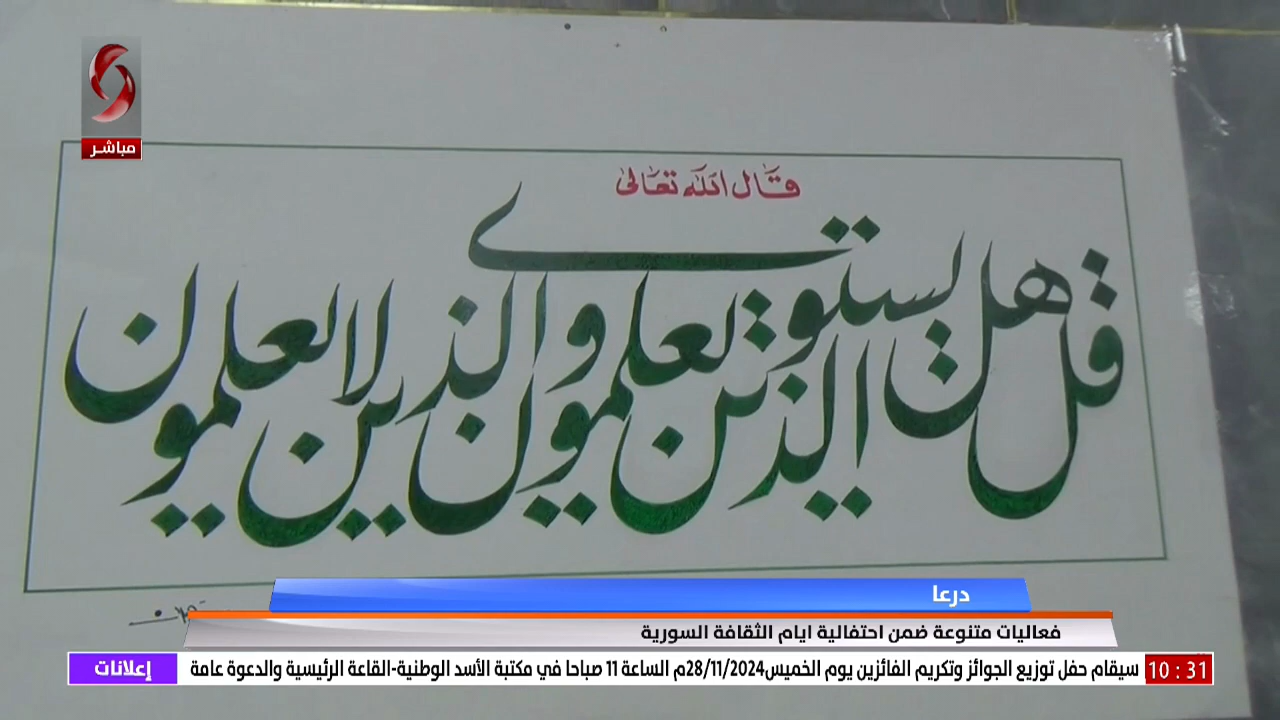 مباشر
قال الله تعالى
قل هل يستوي الذين يعلمون والذين لا يعلمون
درعا
فعاليات متنوعة ضمن احتفالية ايام الثقافة السورية
10:31 سيقام حفل توزيع الجوائز وتكريم الفائزين يوم الخميس28/11/2024م الساعة 11 صباحا في مكتبة الأسد الوطنية-القاعة الرئيسية والدعوة عامة إعلانات